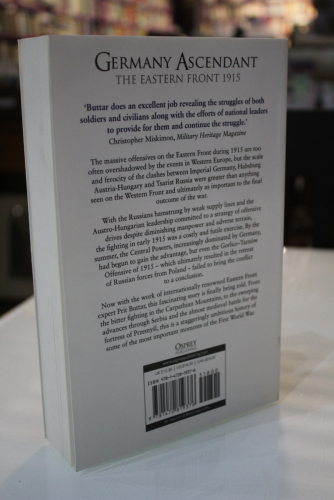 GERMANY ASCENDANT
THE EASTERN FRONT 1915
'Buttar does an excellent job revealing the struggles of both
soldiers and civilians along with the efforts of national leaders
to provide for them and continue the struggle.'
Christopher Miskimon, Military Heritage Magazine
The massive offensives on the Eastern Front during 1915 are too
often overshadowed by the events in Western Europe, but the scale
and ferocity of the clashes between Imperial Germany, Habsburg
Austria-Hungary and Tsarist Russia were greater than anything
seen on the Western Front and ultimately as important to the final
outcome of the war.
With the Russians hamstrung by weak supply lines and the
Austro-Hungarian leadership committed to a strategy of offensive
drives despite diminishing manpower and adverse terrain,
the fighting in early 1915 was a costly and futile exercise. By the
summer, the Central Powers, increasingly dominated by Germany,
had begun to gain the advantage, but even the Gorlice-Tarnów
Offensive of 1915 – which ultimately resulted in the retreat
of Russian forces from Poland – failed to bring the conflict
to a conclusion.
Now with the work of internationally renowned Eastern Front
expert Prit Buttar, this fascinating story is finally being told. From
the bitter fighting in the Carpathian Mountains, to the sweeping
advances through Serbia and the almost medieval battle for the
fortress of Przemyśl, this is a staggeringly ambitious history of
some of the most important moments of the First World War.
OSPREY
PUBLISHING